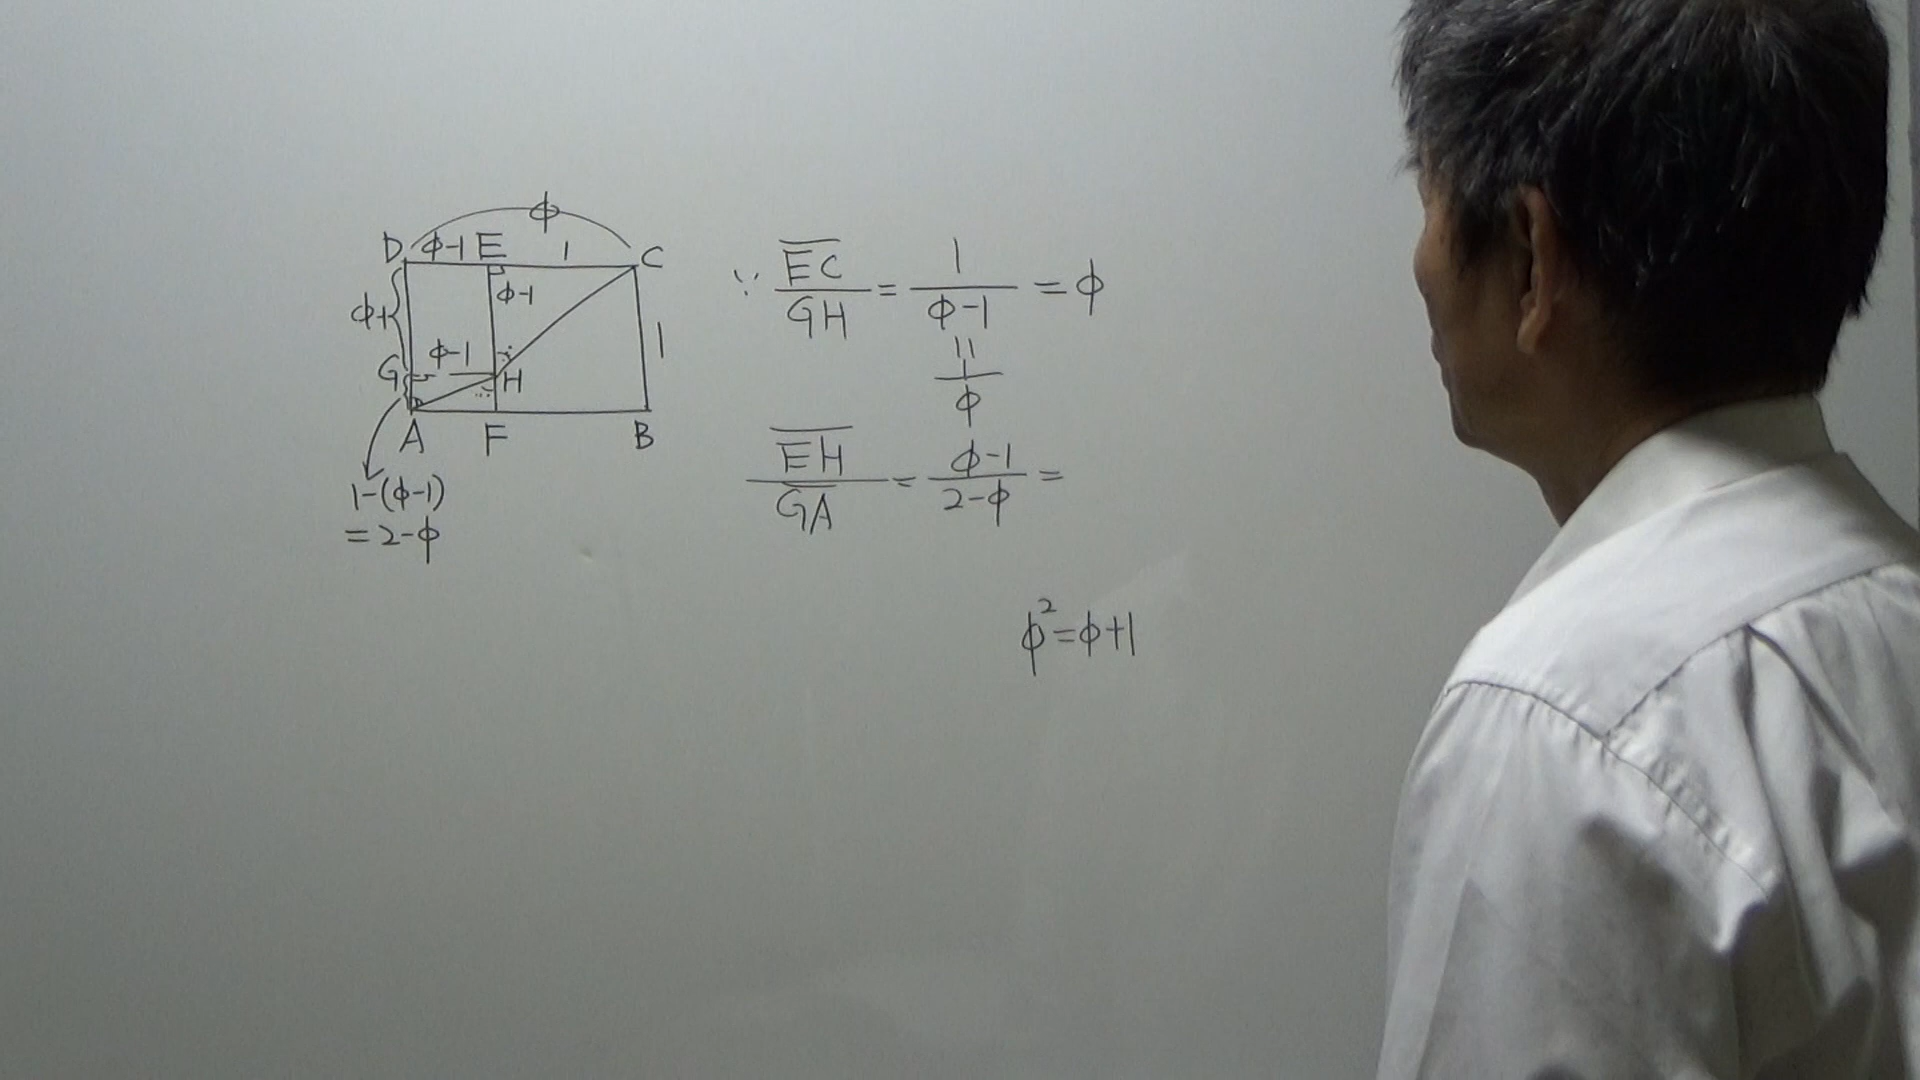 φ
D φ-1 E 1 C
φ-1
φ-1
G φ-1 H
1
A F B
1-(φ-1)
= 2-φ
∵ EC/GH = 1/(φ-1) = φ
=
1/φ
EH/GA = (φ-1)/(2-φ) =
φ²=φ+1